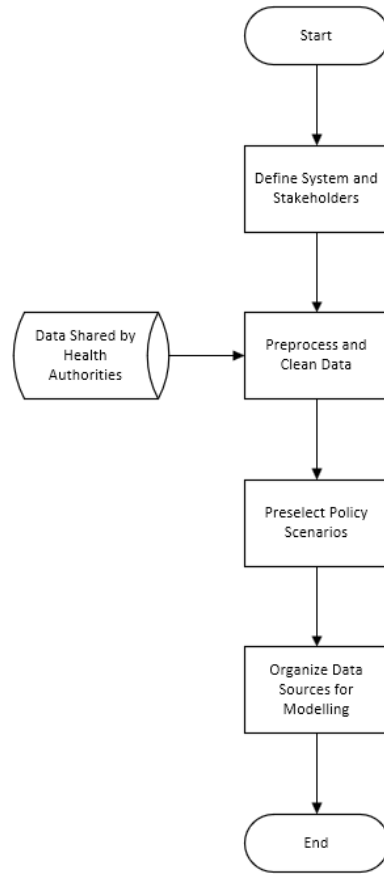 Start
Define System and
Stakeholders
Data Shared by
Health
Authorities
Preprocess and
Clean Data
Preselect Policy
Scenarios
Organize Data
Sources for
Modelling
End